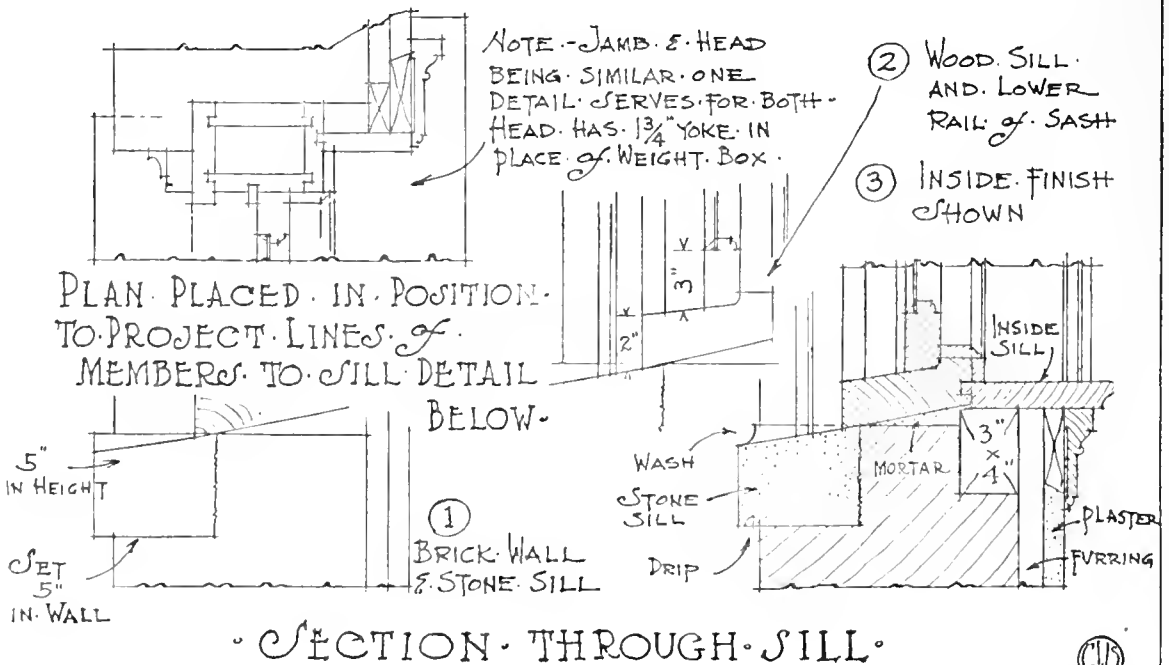 NOTE.-JAMB. & HEAD
BEING. SIMILAR. ONE
DETAIL. SERVES. FOR. BOTH-
HEAD. HAS. 1 3/4" YOKE. IN
PLACE. of. WEIGHT. BOX.
② WOOD. SILL.
AND. LOWER
RAIL. of. SASH
③ INSIDE. FINISH
SHOWN
PLAN. PLACED. IN. POSITION.
TO. PROJECT. LINES. of.
MEMBERS. TO. SILL. DETAIL
BELOW.
3"
2"
5"
IN HEIGHT
SET
5"
IN. WALL
①
BRICK. WALL
& STONE. SILL
INSIDE
SILL
WASH
STONE
SILL
DRIP
MORTAR
3"
×
4"
PLASTER
FURRING
· SECTION · THROUGH · SILL ·